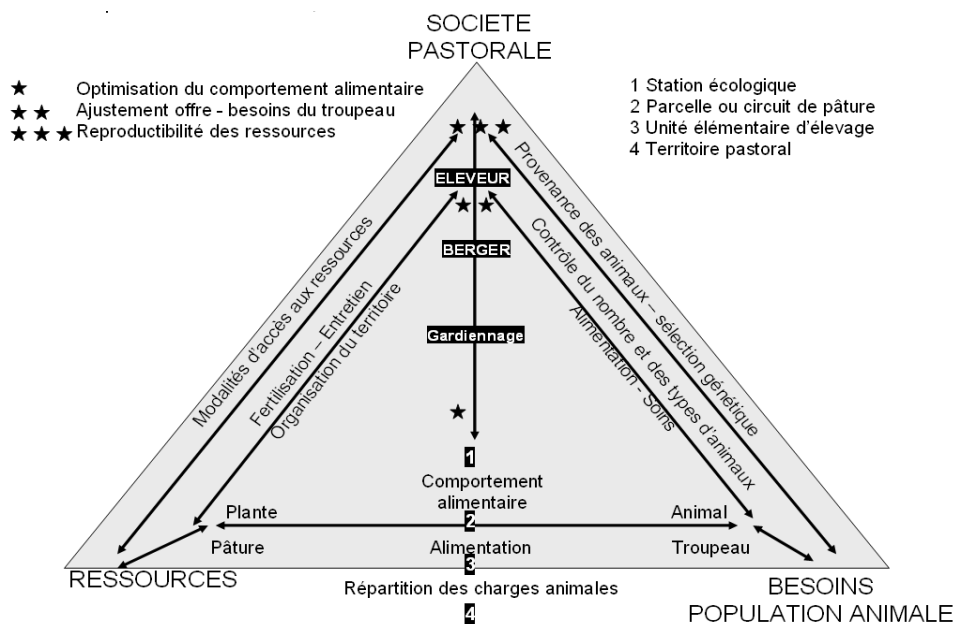 SOCIETE
PASTORALE
★ Optimisation du comportement alimentaire
★ ★ Ajustement offre - besoins du troupeau
★ ★ ★ Reproductibilité des ressources
1 Station écologique
2 Parcelle ou circuit de pâture
3 Unité élémentaire d'élevage
4 Territoire pastoral
★ ★ ★
ELEVEUR
★ ★
BERGER
Gardiennage
★
Modalités d'accès aux ressources
Fertilisation – Entretien
Organisation du territoire
Provenance des animaux – sélection génétique
Contrôle du nombre et des types d'animaux
Alimentation - Soins
1
Comportement
alimentaire
Plante
2
Animal
Pâture
Alimentation
Troupeau
3
RESSOURCES
Répartition des charges animales
4
BESOINS
POPULATION ANIMALE